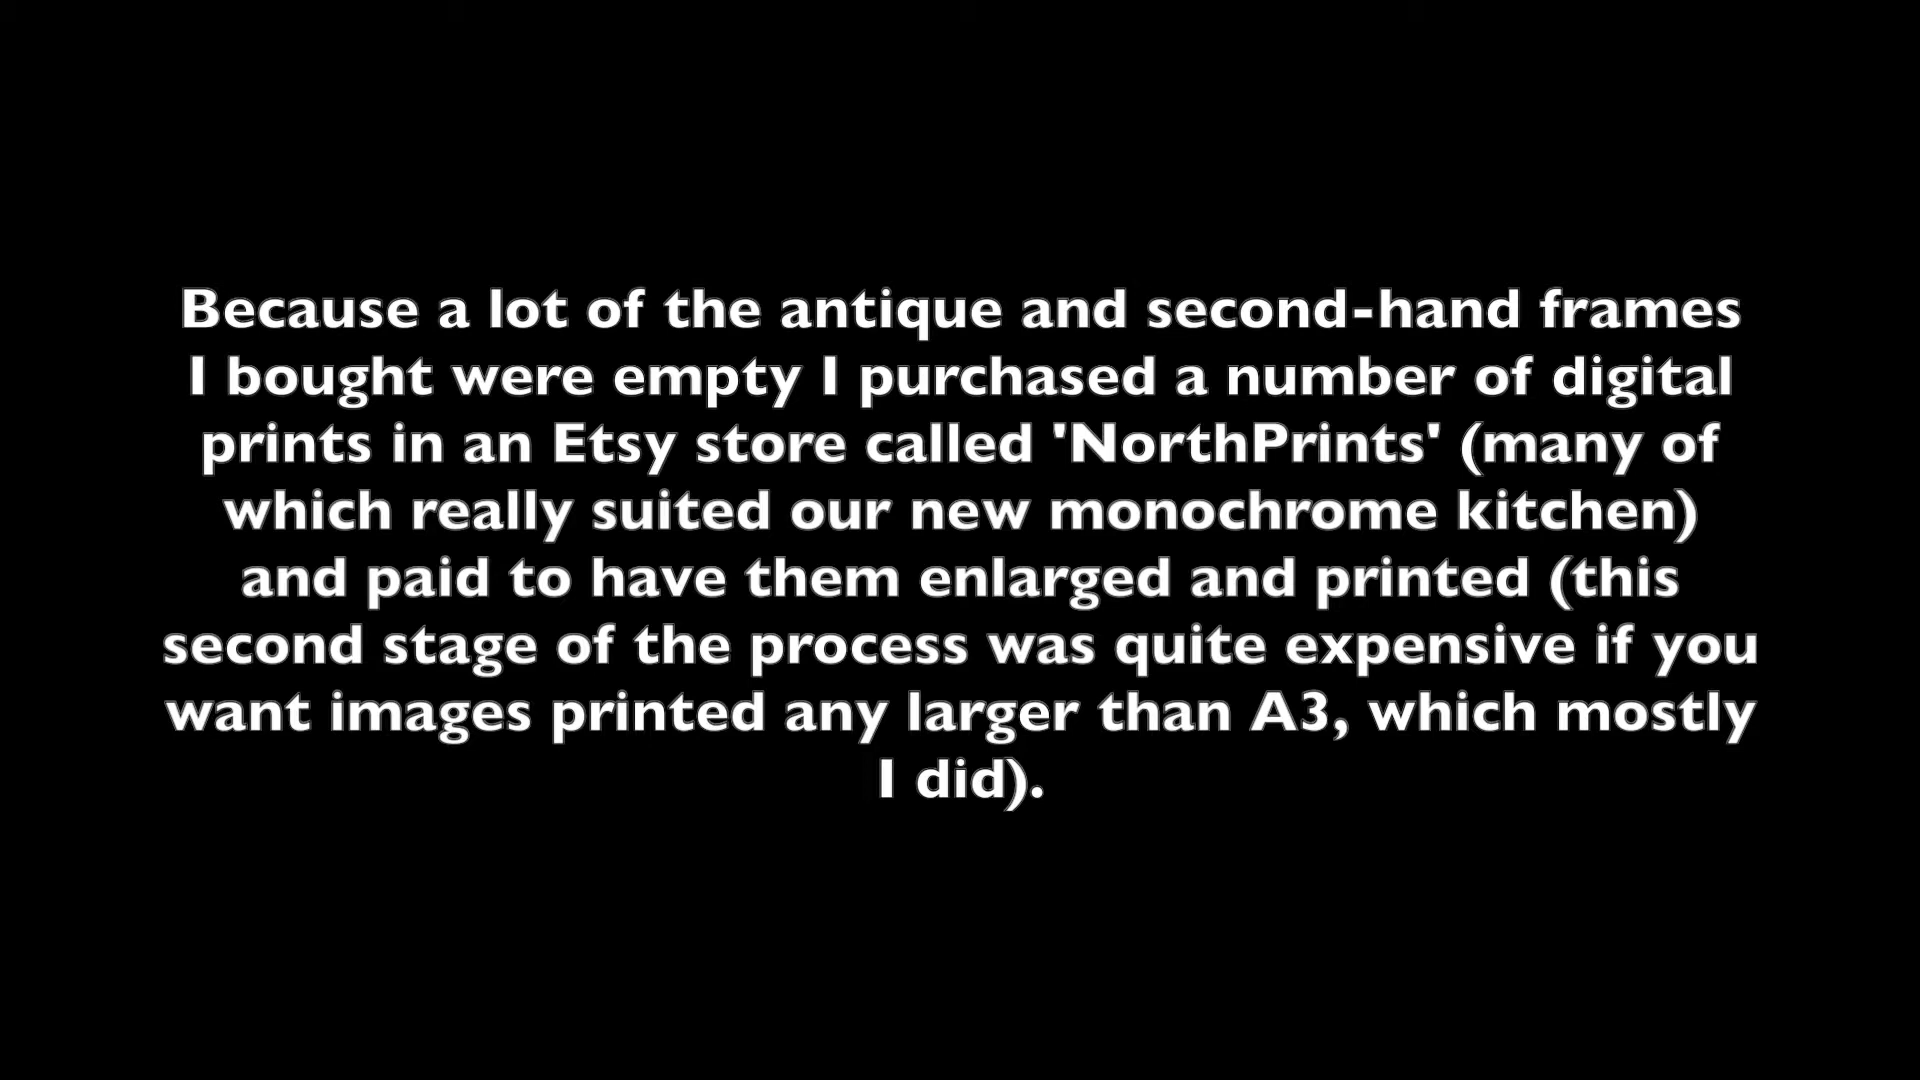 Because a lot of the antique and second-hand frames
I bought were empty I purchased a number of digital
prints in an Etsy store called 'NorthPrints' (many of
which really suited our new monochrome kitchen)
and paid to have them enlarged and printed (this
second stage of the process was quite expensive if you
want images printed any larger than A3, which mostly
I did).